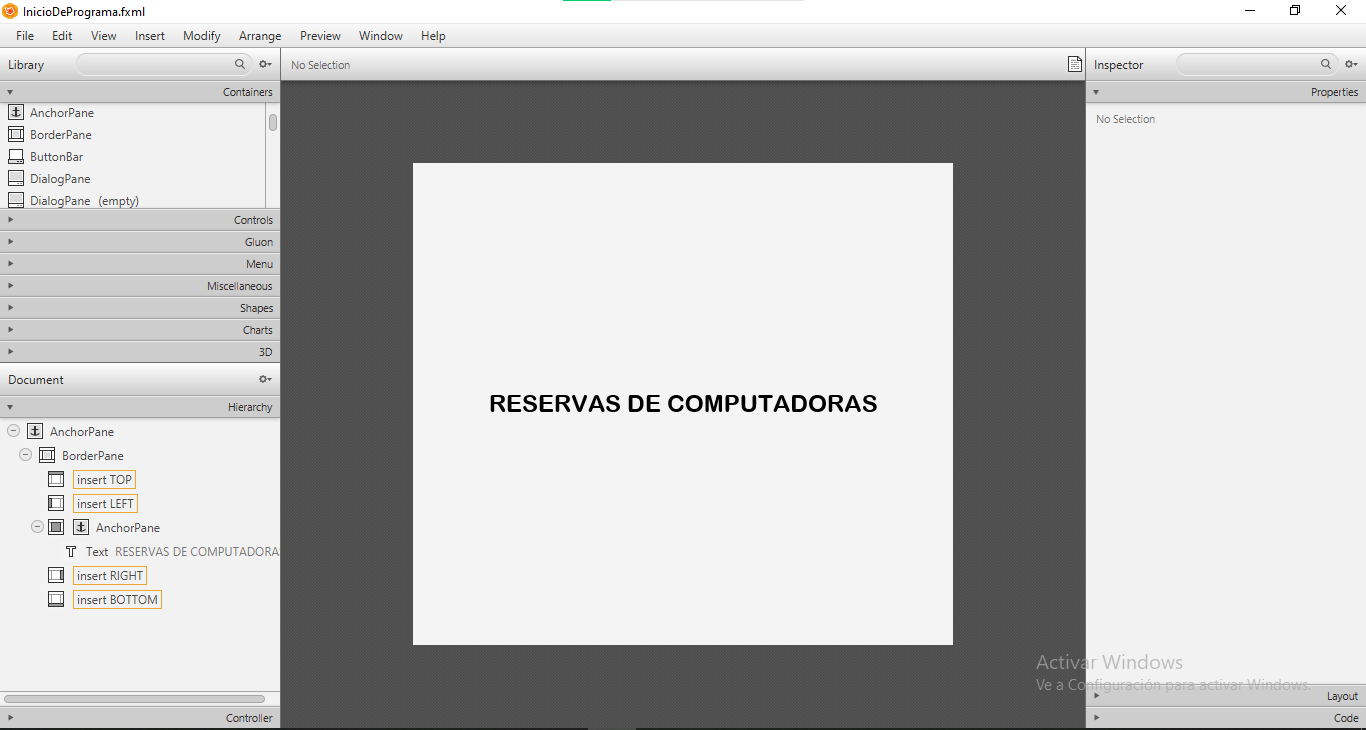 InicioDePrograma.fxml
File Edit View Insert Modify Arrange Preview Window Help
Library
No Selection
Inspector
Containers
Properties
AnchorPane
BorderPane
ButtonBar
DialogPane
DialogPane (empty)
No Selection
Controls
Gluon
Menu
Miscellaneous
Shapes
Charts
3D
Document
Hierarchy
AnchorPane
BorderPane
insert TOP
insert LEFT
AnchorPane
Text RESERVAS DE COMPUTADORA
insert RIGHT
insert BOTTOM
Controller
RESERVAS DE COMPUTADORAS
Activar Windows
Ve a Configuración para activar Windows.
Layout
Code